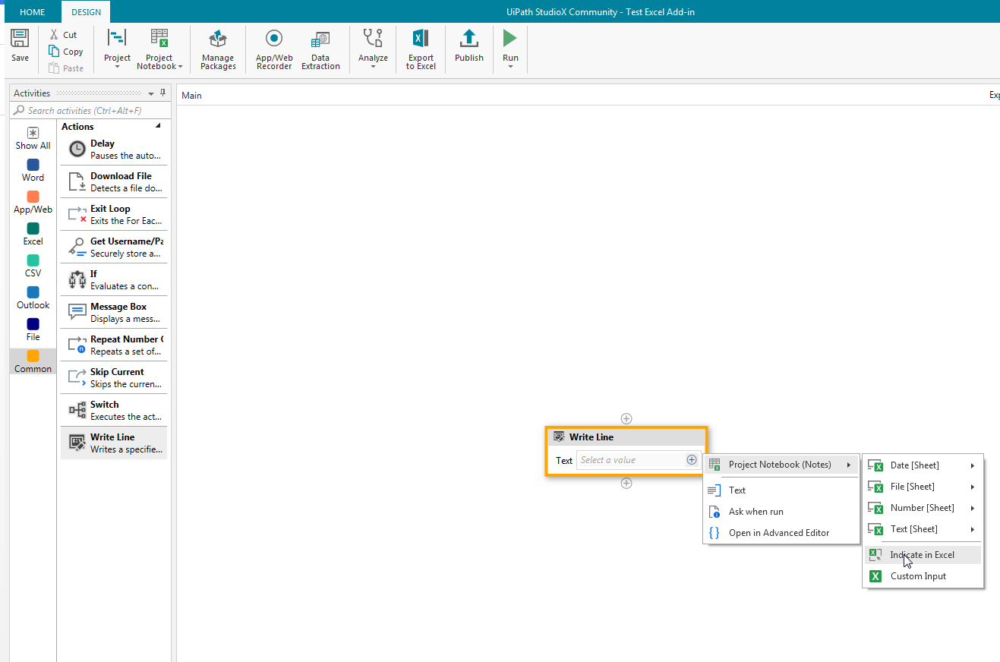 HOME
DESIGN
UiPath StudioX Community - Test Excel Add-in
Save
Cut
Copy
Paste
Project
Project
Notebook
Manage
Packages
App/Web
Recorder
Data
Extraction
Analyze
Export
to Excel
Publish
Run
Activities
Search activities (Ctrl+Alt+F)
Show All
Word
App/Web
Excel
CSV
Outlook
File
Common
Actions
Delay
Pauses the auto...
Download File
Detects a file do...
Exit Loop
Exits the For Eac...
Get Username/Pa
Securely store a...
If
Evaluates a con...
Message Box
Displays a mess...
Repeat Number
Repeats a set of...
Skip Current
Skips the curren...
Switch
Executes the act...
Write Line
Writes a specifie...
Main
Exp
Write Line
Text
Select a value
Project Notebook (Notes)
Text
Ask when run
Open in Advanced Editor
Date [Sheet]
File [Sheet]
Number [Sheet]
Text [Sheet]
Indicate in Excel
Custom Input